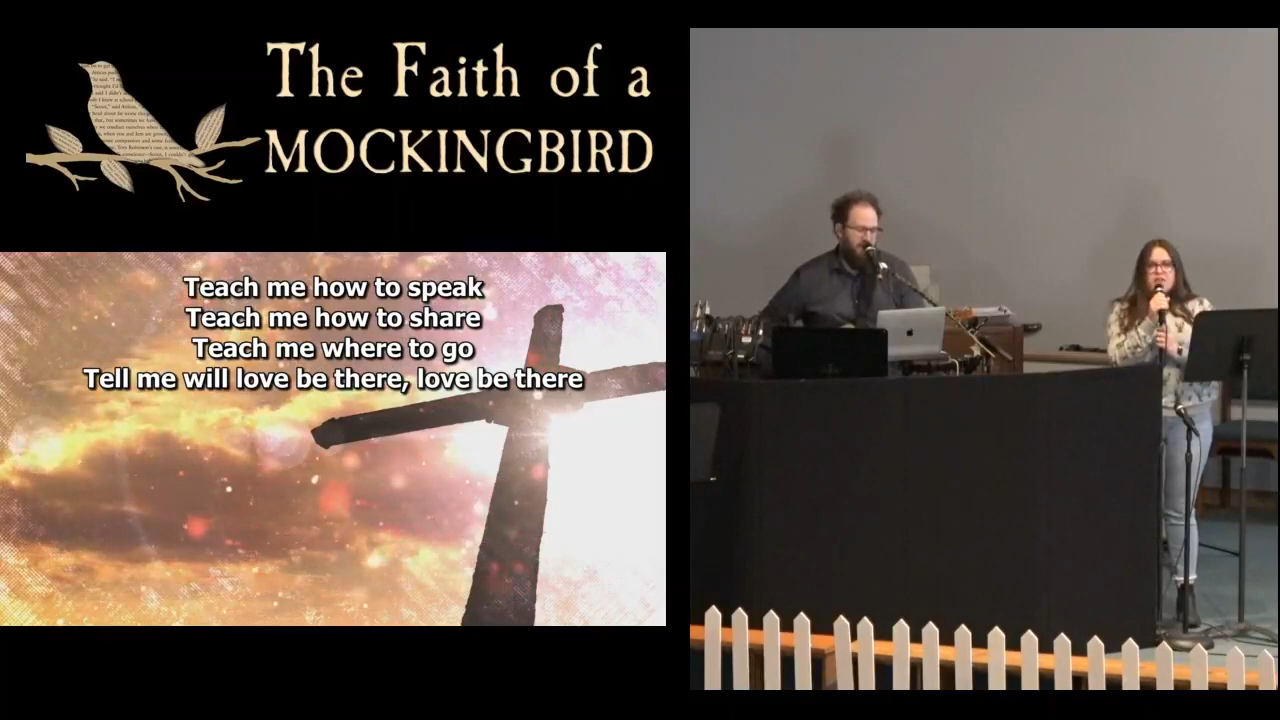 The Faith of a
MOCKINGBIRD
Teach me how to speak
Teach me how to share
Teach me where to go
Tell me will love be there, love be there